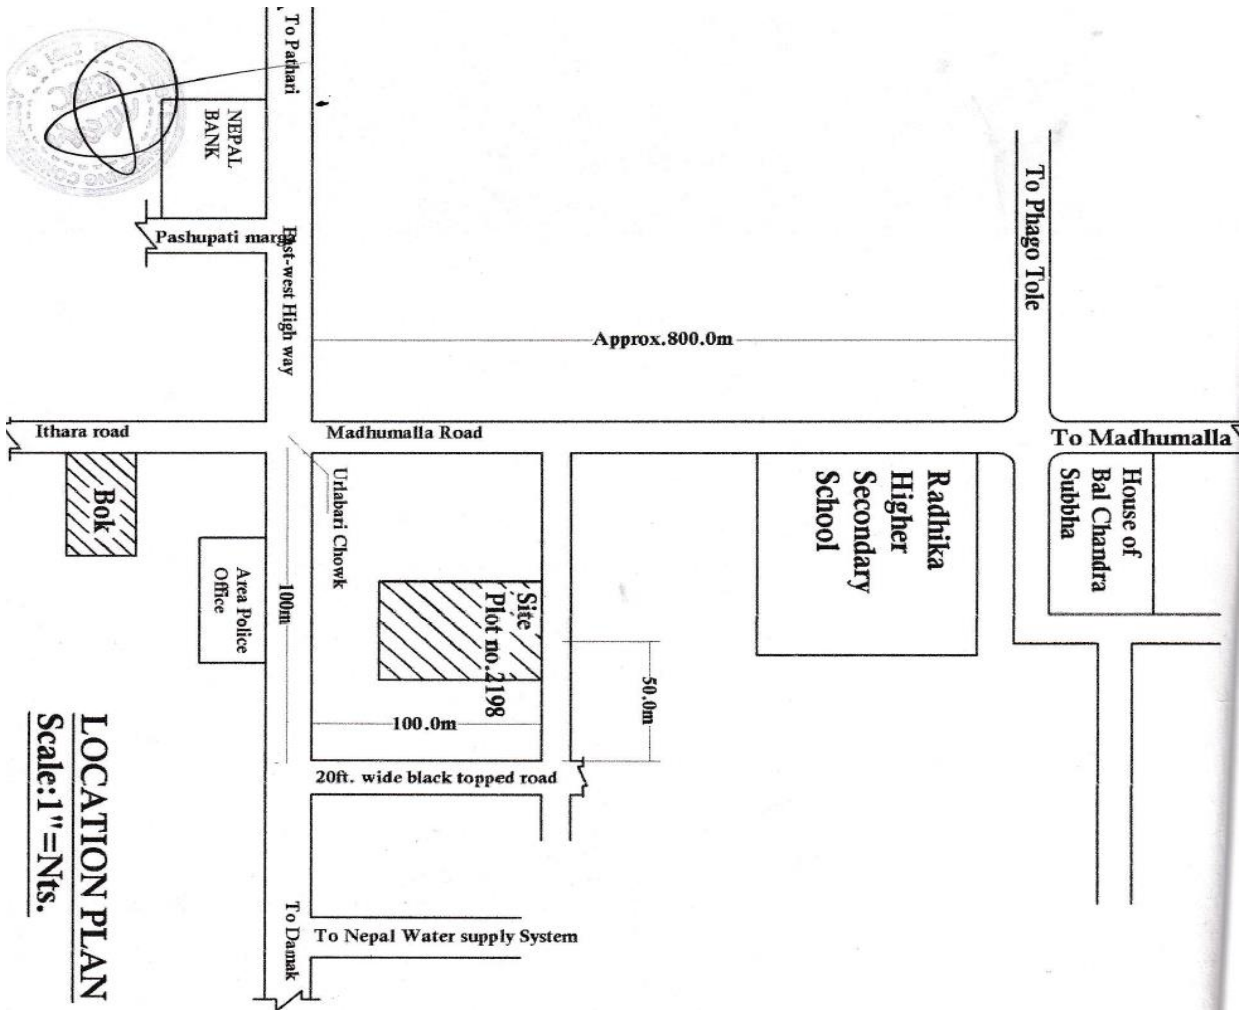 To Pathari
NEPAL
BANK
Pashupati marga
East-west High way
To Phago Tole
Approx.800.0m
Ithara road
Madhumalla Road
To Madhumalla
Bok
Area Police
Office
100m
Urlabari Chowk
Site
Plot no.2198
Radhika
Higher
Secondary
School
House of
Bal Chandra
Subbha
50.0m
100.0m
20ft. wide black topped road
To Damak
To Nepal Water supply System
LOCATION PLAN
Scale:1"=Nts.